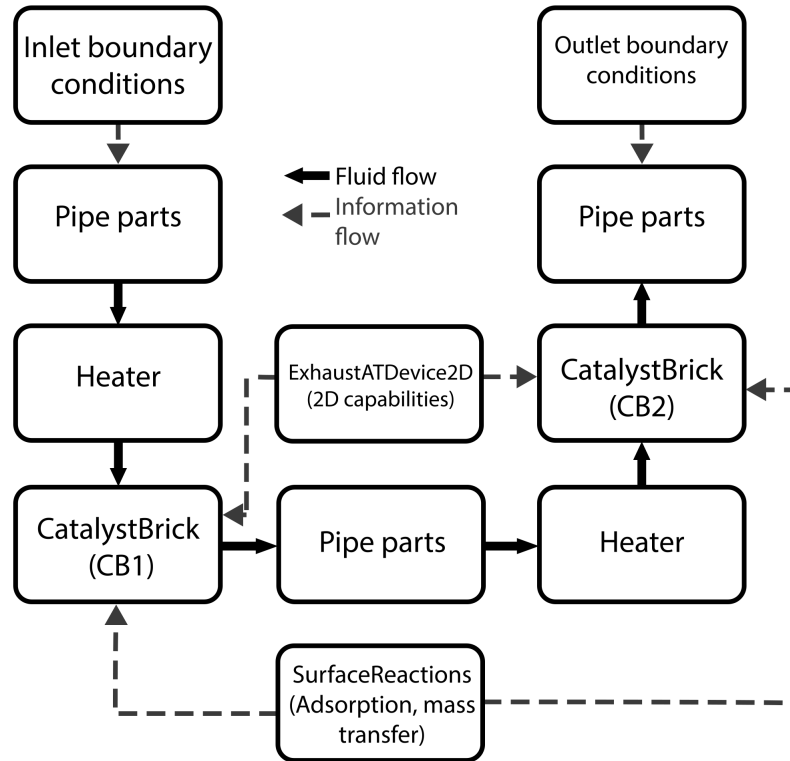 Inlet boundary
conditions
Outlet boundary
conditions
Pipe parts
Fluid flow
Information
flow
Pipe parts
Heater
ExhaustATDevice2D
(2D capabilities)
CatalystBrick
(CB2)
CatalystBrick
(CB1)
Pipe parts
Heater
SurfaceReactions
(Adsorption, mass
transfer)